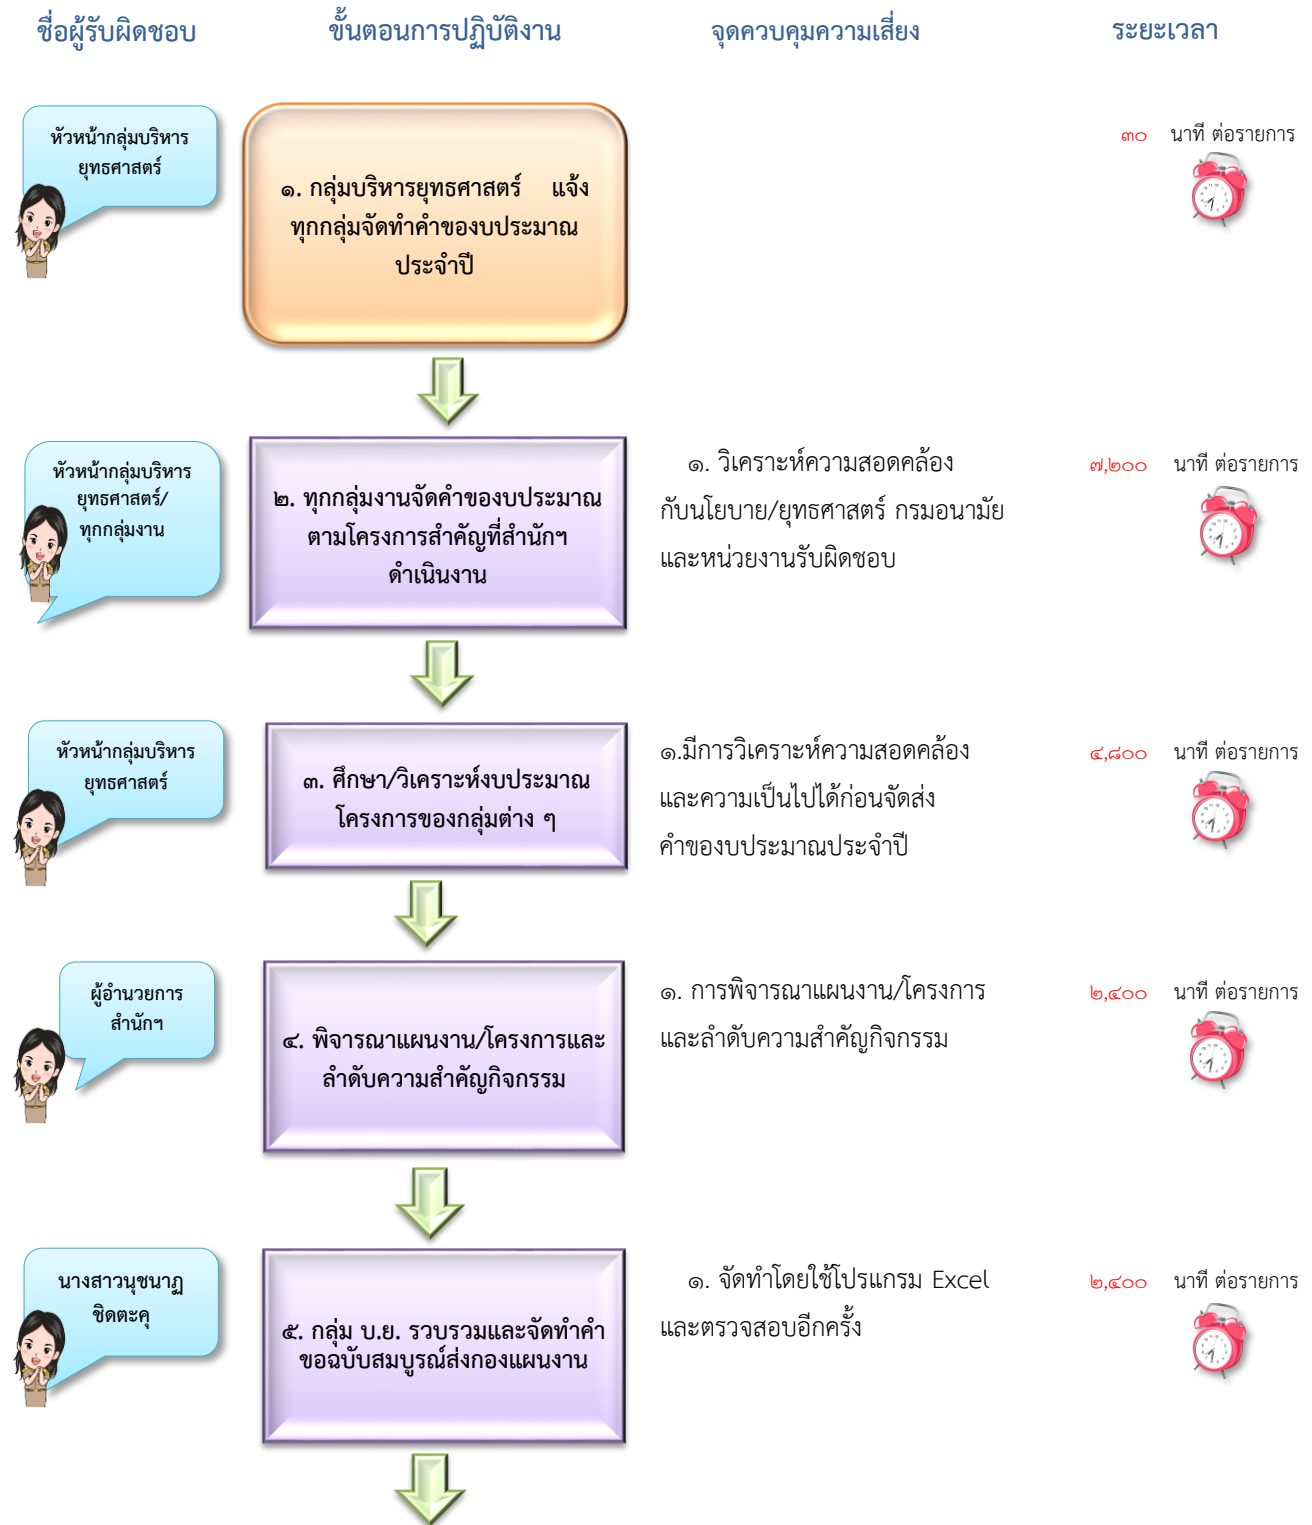 ชื่อผู้รับผิดชอบ ขั้นตอนการปฏิบัติงาน จุดควบคุมความเสี่ยง ระยะเวลา
หัวหน้ากลุ่มบริหาร
ยุทธศาสตร์
๑. กลุ่มบริหารยุทธศาสตร์ แจ้ง
ทุกกลุ่มจัดทำคำของบประมาณ
ประจำปี
๓๐ นาที ต่อรายการ
หัวหน้ากลุ่มบริหาร
ยุทธศาสตร์/
ทุกกลุ่มงาน
๒. ทุกกลุ่มงานจัดคำของบประมาณ
ตามโครงการสำคัญที่สำนักฯ
ดำเนินงาน
๑. วิเคราะห์ความสอดคล้อง
กับนโยบาย/ยุทธศาสตร์ กรมอนามัย
และหน่วยงานรับผิดชอบ
๗,๒๐๐ นาที ต่อรายการ
หัวหน้ากลุ่มบริหาร
ยุทธศาสตร์
๓. ศึกษา/วิเคราะห์งบประมาณ
โครงการของกลุ่มต่าง ๆ
๑.มีการวิเคราะห์ความสอดคล้อง
และความเป็นไปได้ก่อนจัดส่ง
คำของบประมาณประจำปี
๔,๘๐๐ นาที ต่อรายการ
ผู้อำนวยการ
สำนักฯ
๔. พิจารณาแผนงาน/โครงการและ
ลำดับความสำคัญกิจกรรม
๑. การพิจารณาแผนงาน/โครงการ
และลำดับความสำคัญกิจกรรม
๒,๔๐๐ นาที ต่อรายการ
นางสาวนุชนาฏ
ชิดตะคุ
๕. กลุ่ม บ.ย. รวบรวมและจัดทำคำ
ขอฉบับสมบูรณ์ส่งกองแผนงาน
๑. จัดทำโดยใช้โปรแกรม Excel
และตรวจสอบอีกครั้ง
๒,๔๐๐ นาที ต่อรายการ